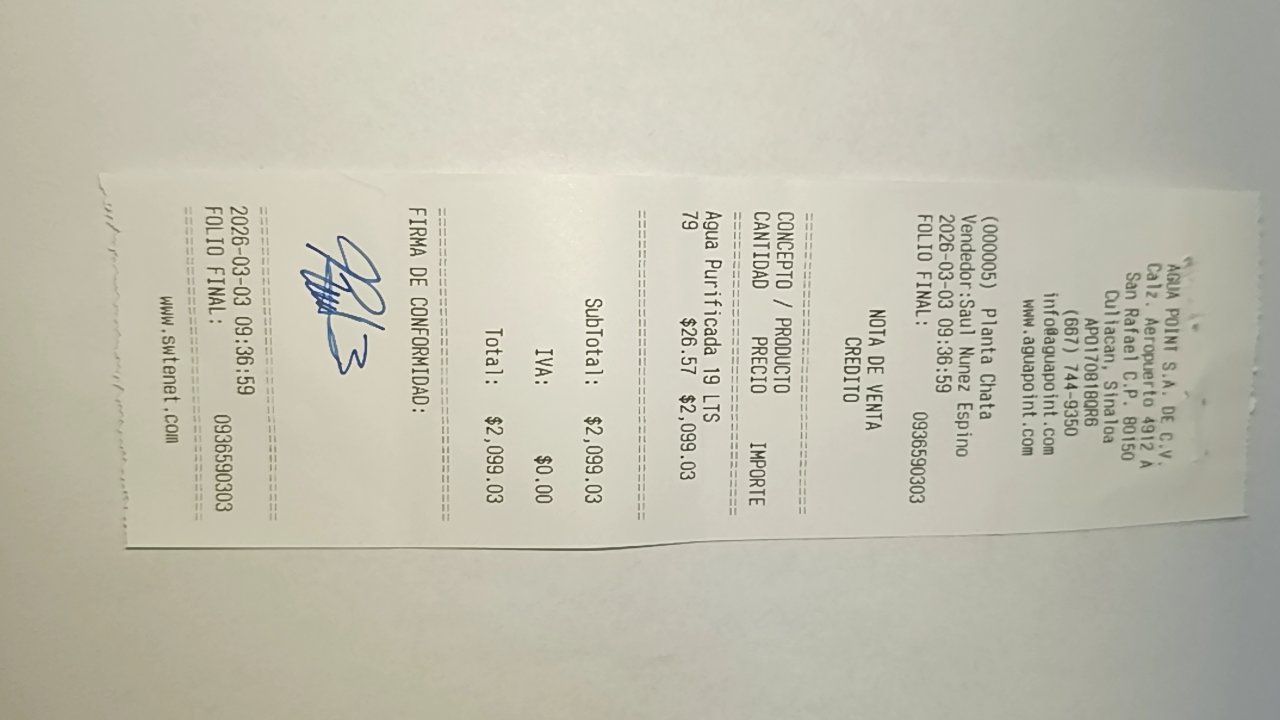 AGUA POINT S.A. DE C.V.
Calz. Aeropuerto 4912 A
San Rafael C.P. 80150
Culiacan, Sinaloa
APO170818QR6
(667) 744-9350
info@aguapoint.com
www.aguapoint.com
(000005) Planta Chata
Vendedor:Saul Nunez Espino
2026-03-03 09:36:59
FOLIO FINAL: 0936590303
NOTA DE VENTA
CREDITO
==============================
CONCEPTO / PRODUCTO
CANTIDAD PRECIO IMPORTE
==============================
Agua Purificada 19 LTS
79 $26.57 $2,099.03
==============================
SubTotal: $2,099.03
IVA: $0.00
Total: $2,099.03
==============================
FIRMA DE CONFORMIDAD:
==============================
2026-03-03 09:36:59
FOLIO FINAL: 0936590303
==============================
www.swtenet.com